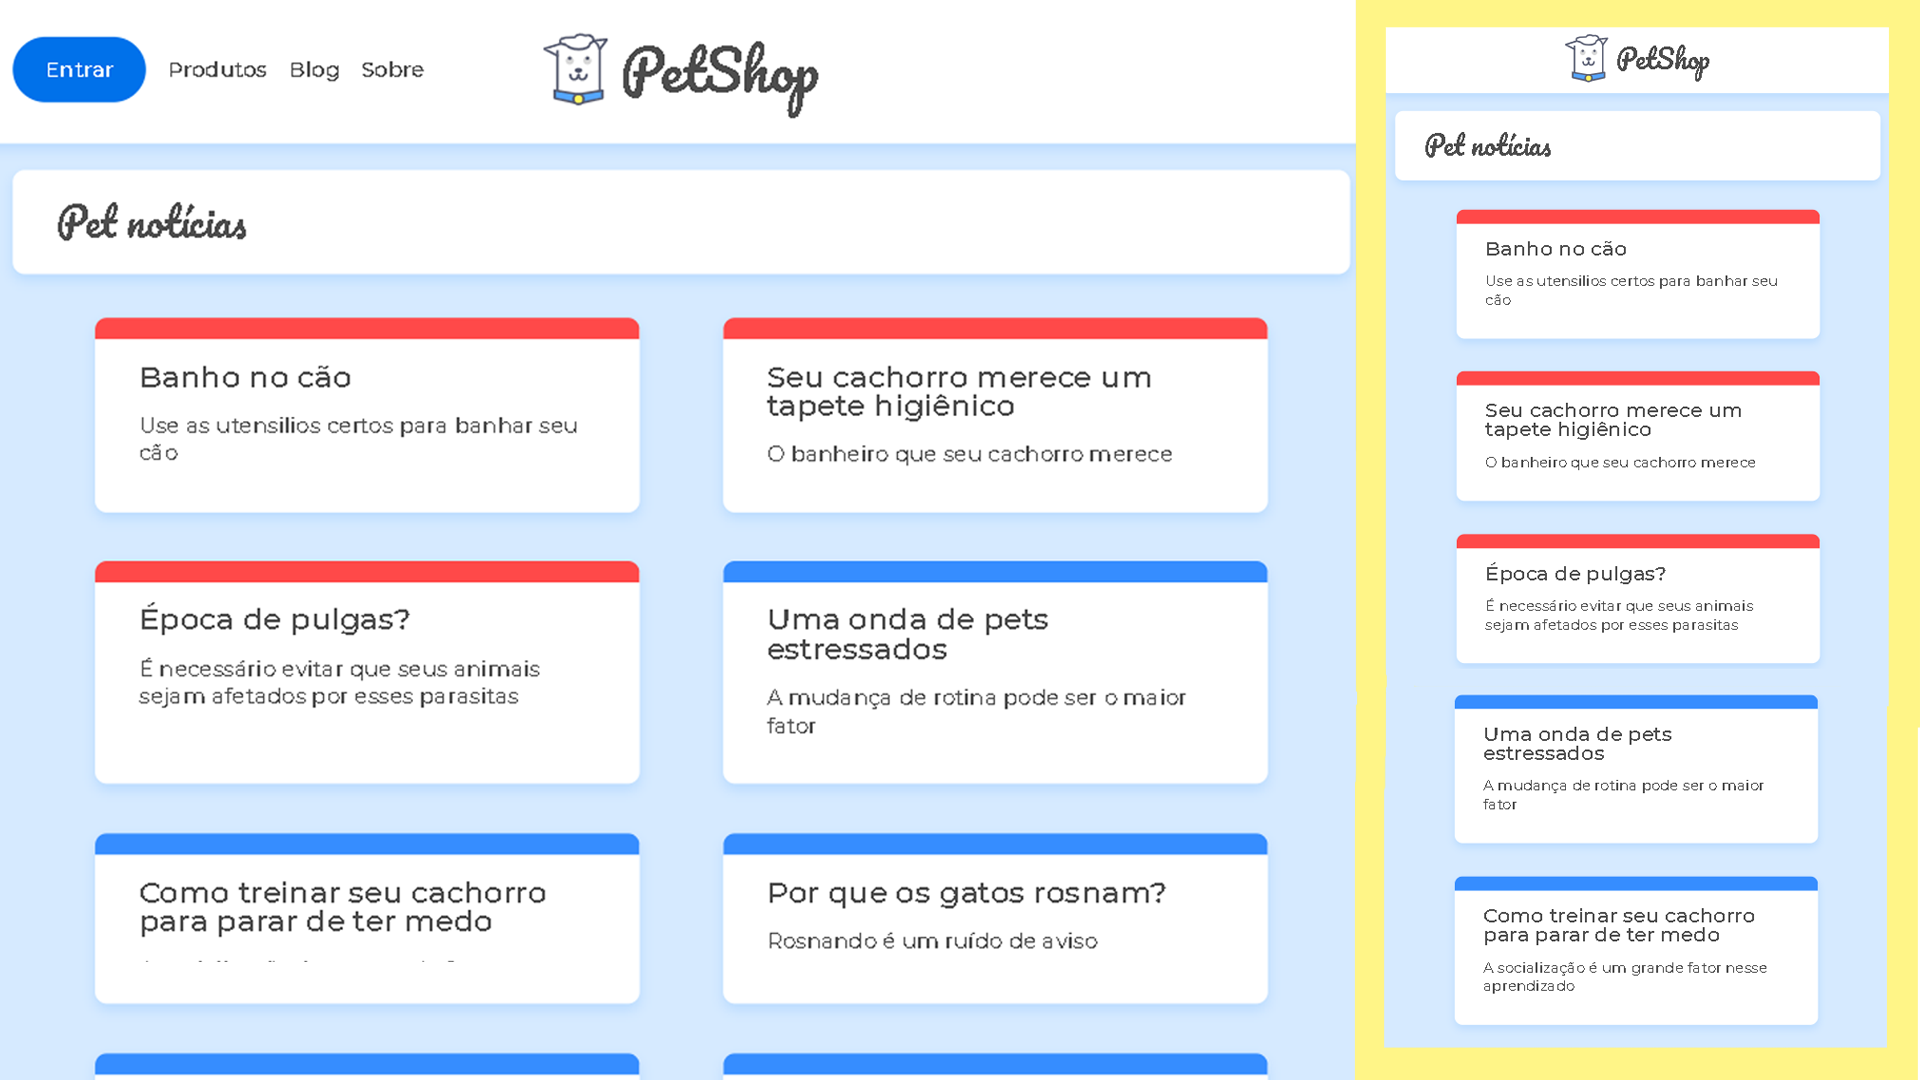 Entrar
Produtos
Blog
Sobre
PetShop
Pet notícias
Banho no cão
Use as utensilios certos para banhar seu
cão
Seu cachorro merece um
tapete higiênico
O banheiro que seu cachorro merece
Época de pulgas?
É necessário evitar que seus animais
sejam afetados por esses parasitas
Uma onda de pets
estressados
A mudança de rotina pode ser o maior
fator
Como treinar seu cachorro
para parar de ter medo
Por que os gatos rosnam?
Rosnando é um ruído de aviso
PetShop
Pet notícias
Banho no cão
Use as utensilios certos para banhar seu
cão
Seu cachorro merece um
tapete higiênico
O banheiro que seu cachorro merece
Época de pulgas?
É necessário evitar que seus animais
sejam afetados por esses parasitas
Uma onda de pets
estressados
A mudança de rotina pode ser o maior
fator
Como treinar seu cachorro
para parar de ter medo
A socialização é um grande fator nesse
aprendizado